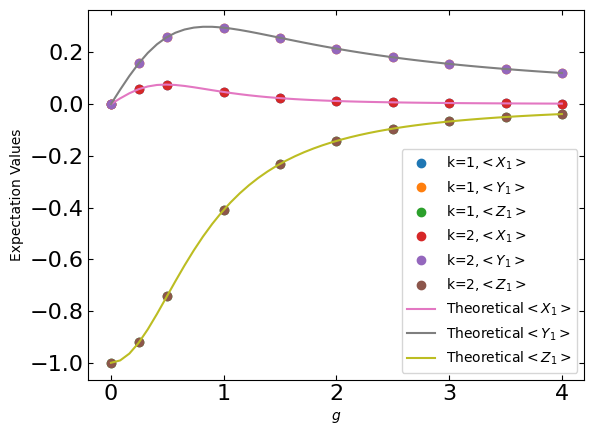 0.2
0.0
−0.2
−0.4
−0.6
−0.8
−1.0
Expectation Values
0
1
2
3
4
g
k=1,<X₁>
k=1,<Y₁>
k=1,<Z₁>
k=2,<X₁>
k=2,<Y₁>
k=2,<Z₁>
Theoretical<X₁>
Theoretical<Y₁>
Theoretical<Z₁>